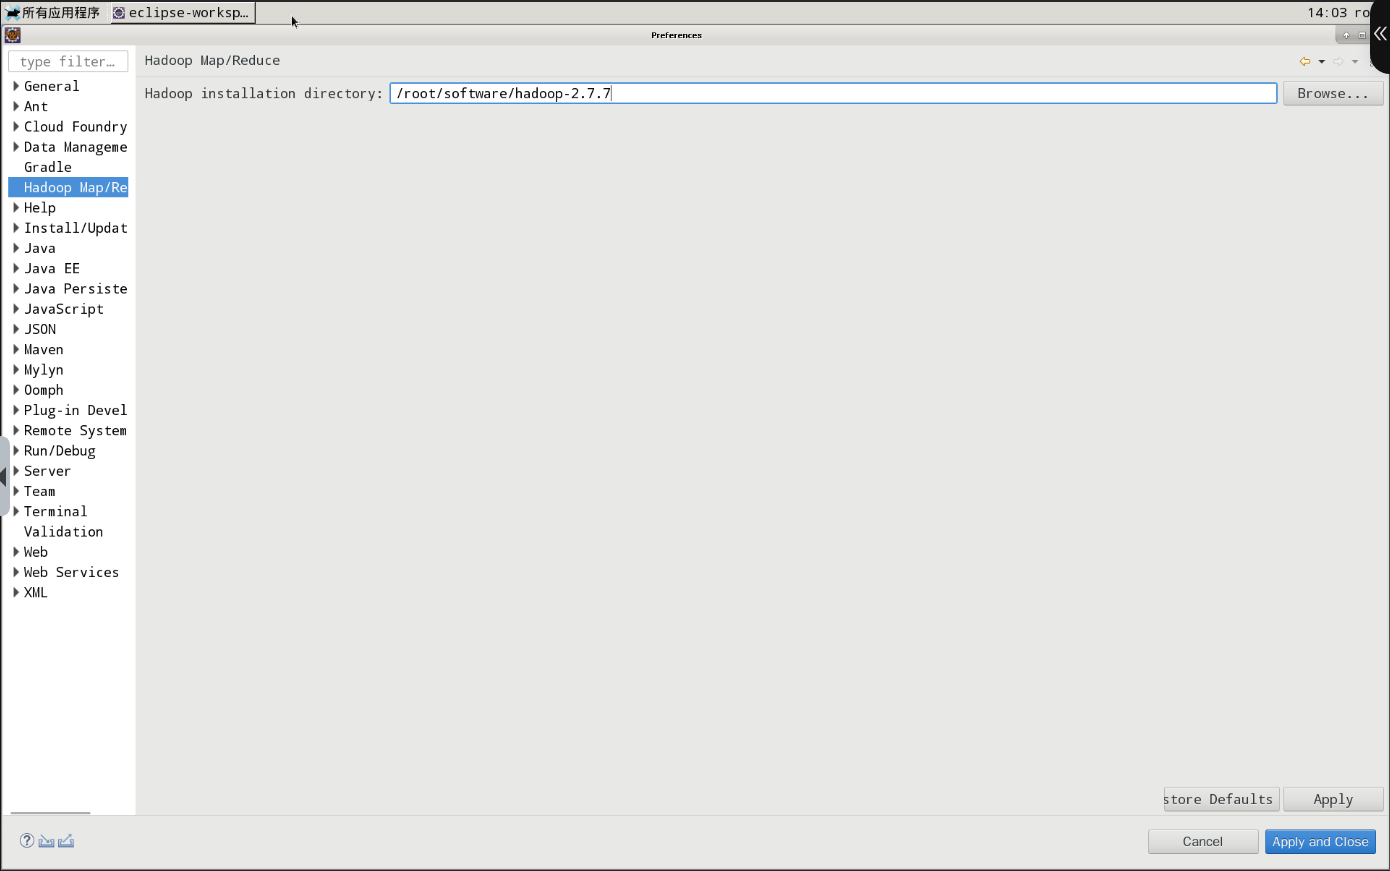 所有应用程序 eclipse-worksp... 14:03 ro
Preferences
type filter...
Hadoop Map/Reduce
Hadoop installation directory: /root/software/hadoop-2.7.7 Browse...
General
Ant
Cloud Foundry
Data Manageme
Gradle
Hadoop Map/Re
Help
Install/Updat
Java
Java EE
Java Persiste
JavaScript
JSON
Maven
Mylyn
Oomph
Plug-in Devel
Remote System
Run/Debug
Server
Team
Terminal
Validation
Web
Web Services
XML
store Defaults Apply
Cancel Apply and Close